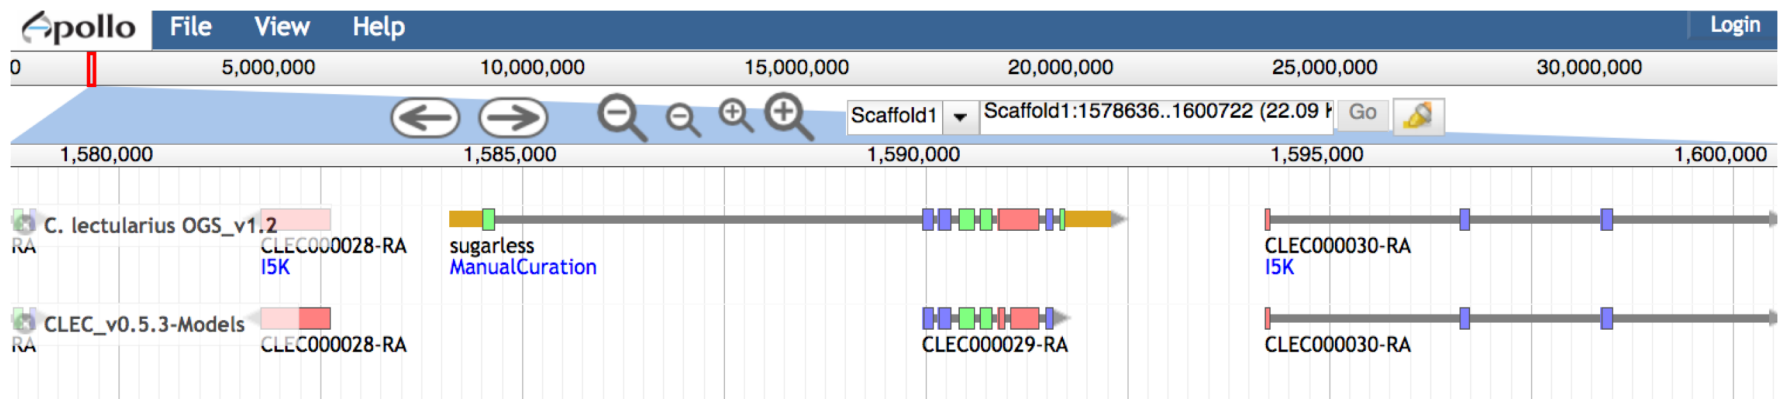 Apollo File View Help Login
0 5,000,000 10,000,000 15,000,000 20,000,000 25,000,000 30,000,000
Scaffold1 Scaffold1:1578636..1600722 (22.09 Go
1,580,000 1,585,000 1,590,000 1,595,000 1,600,000
C. lectularius OGS_v1.2
RA CLEC000028-RA sugarless CLEC000030-RA
I5K ManualCuration I5K
CLEC_v0.5.3-Models
RA CLEC000028-RA CLEC000029-RA CLEC000030-RA